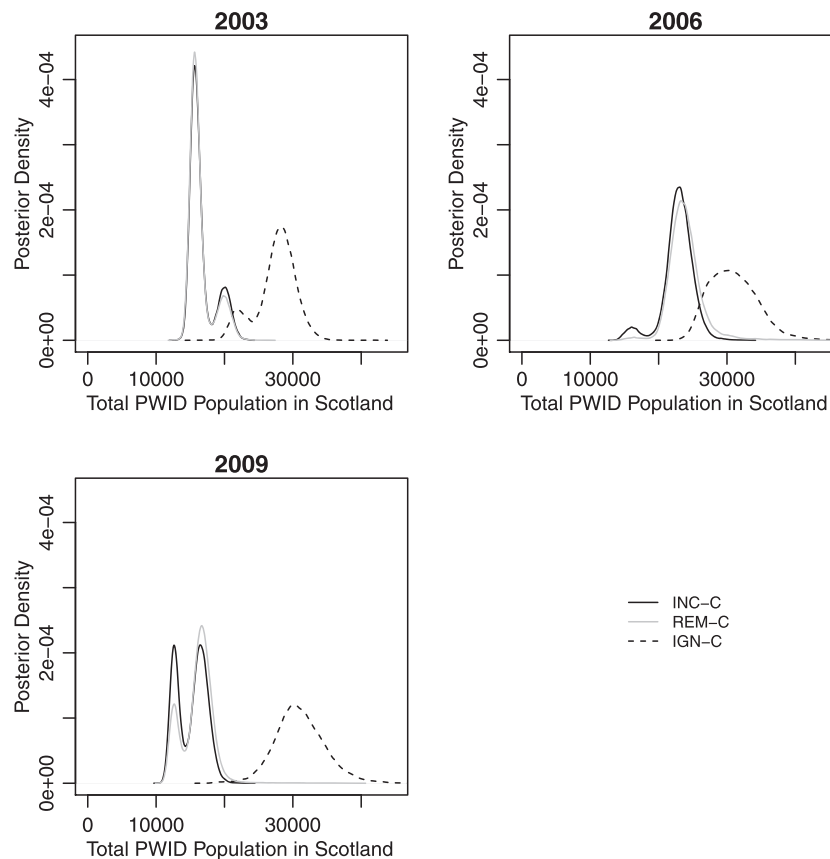 2003
Posterior Density
0e+00 2e−04 4e−04
0 10000 30000
Total PWID Population in Scotland
2006
Posterior Density
0e+00 2e−04 4e−04
0 10000 30000
Total PWID Population in Scotland
2009
Posterior Density
0e+00 2e−04 4e−04
0 10000 30000
Total PWID Population in Scotland
INC−C
REM−C
IGN−C